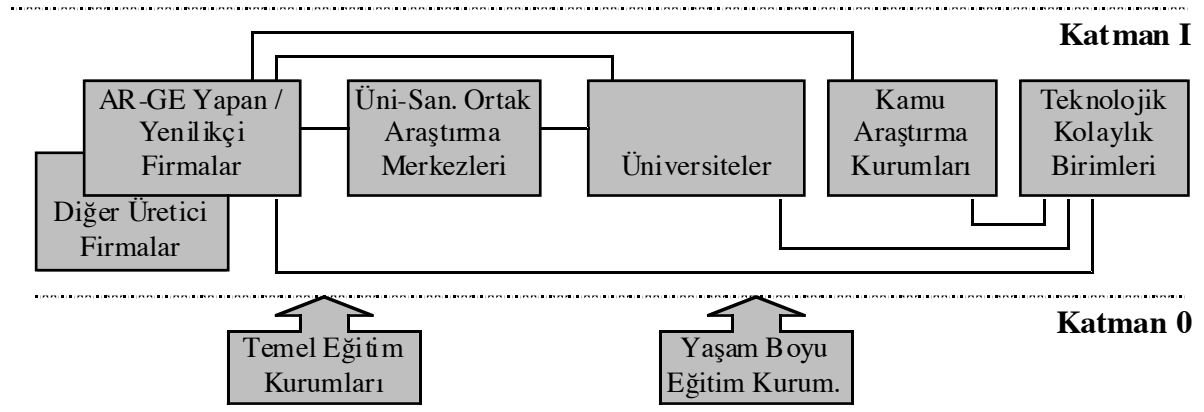 Katman I
AR-GE Yapan /
Yenilikçi
Firmalar
Diğer Üretici
Firmalar
Üni-San. Ortak
Araştırma
Merkezleri
Üniversiteler
Kamu
Araştırma
Kurumları
Teknolojik
Kolaylık
Birimleri
Katman 0
Temel Eğitim
Kurumları
Yaşam Boyu
Eğitim Kurum.